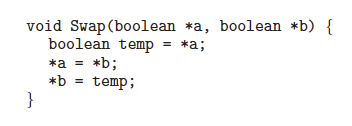 void Swap(boolean *a, boolean *b) {
   boolean temp = *a;
   *a = *b;
   *b = temp;
}